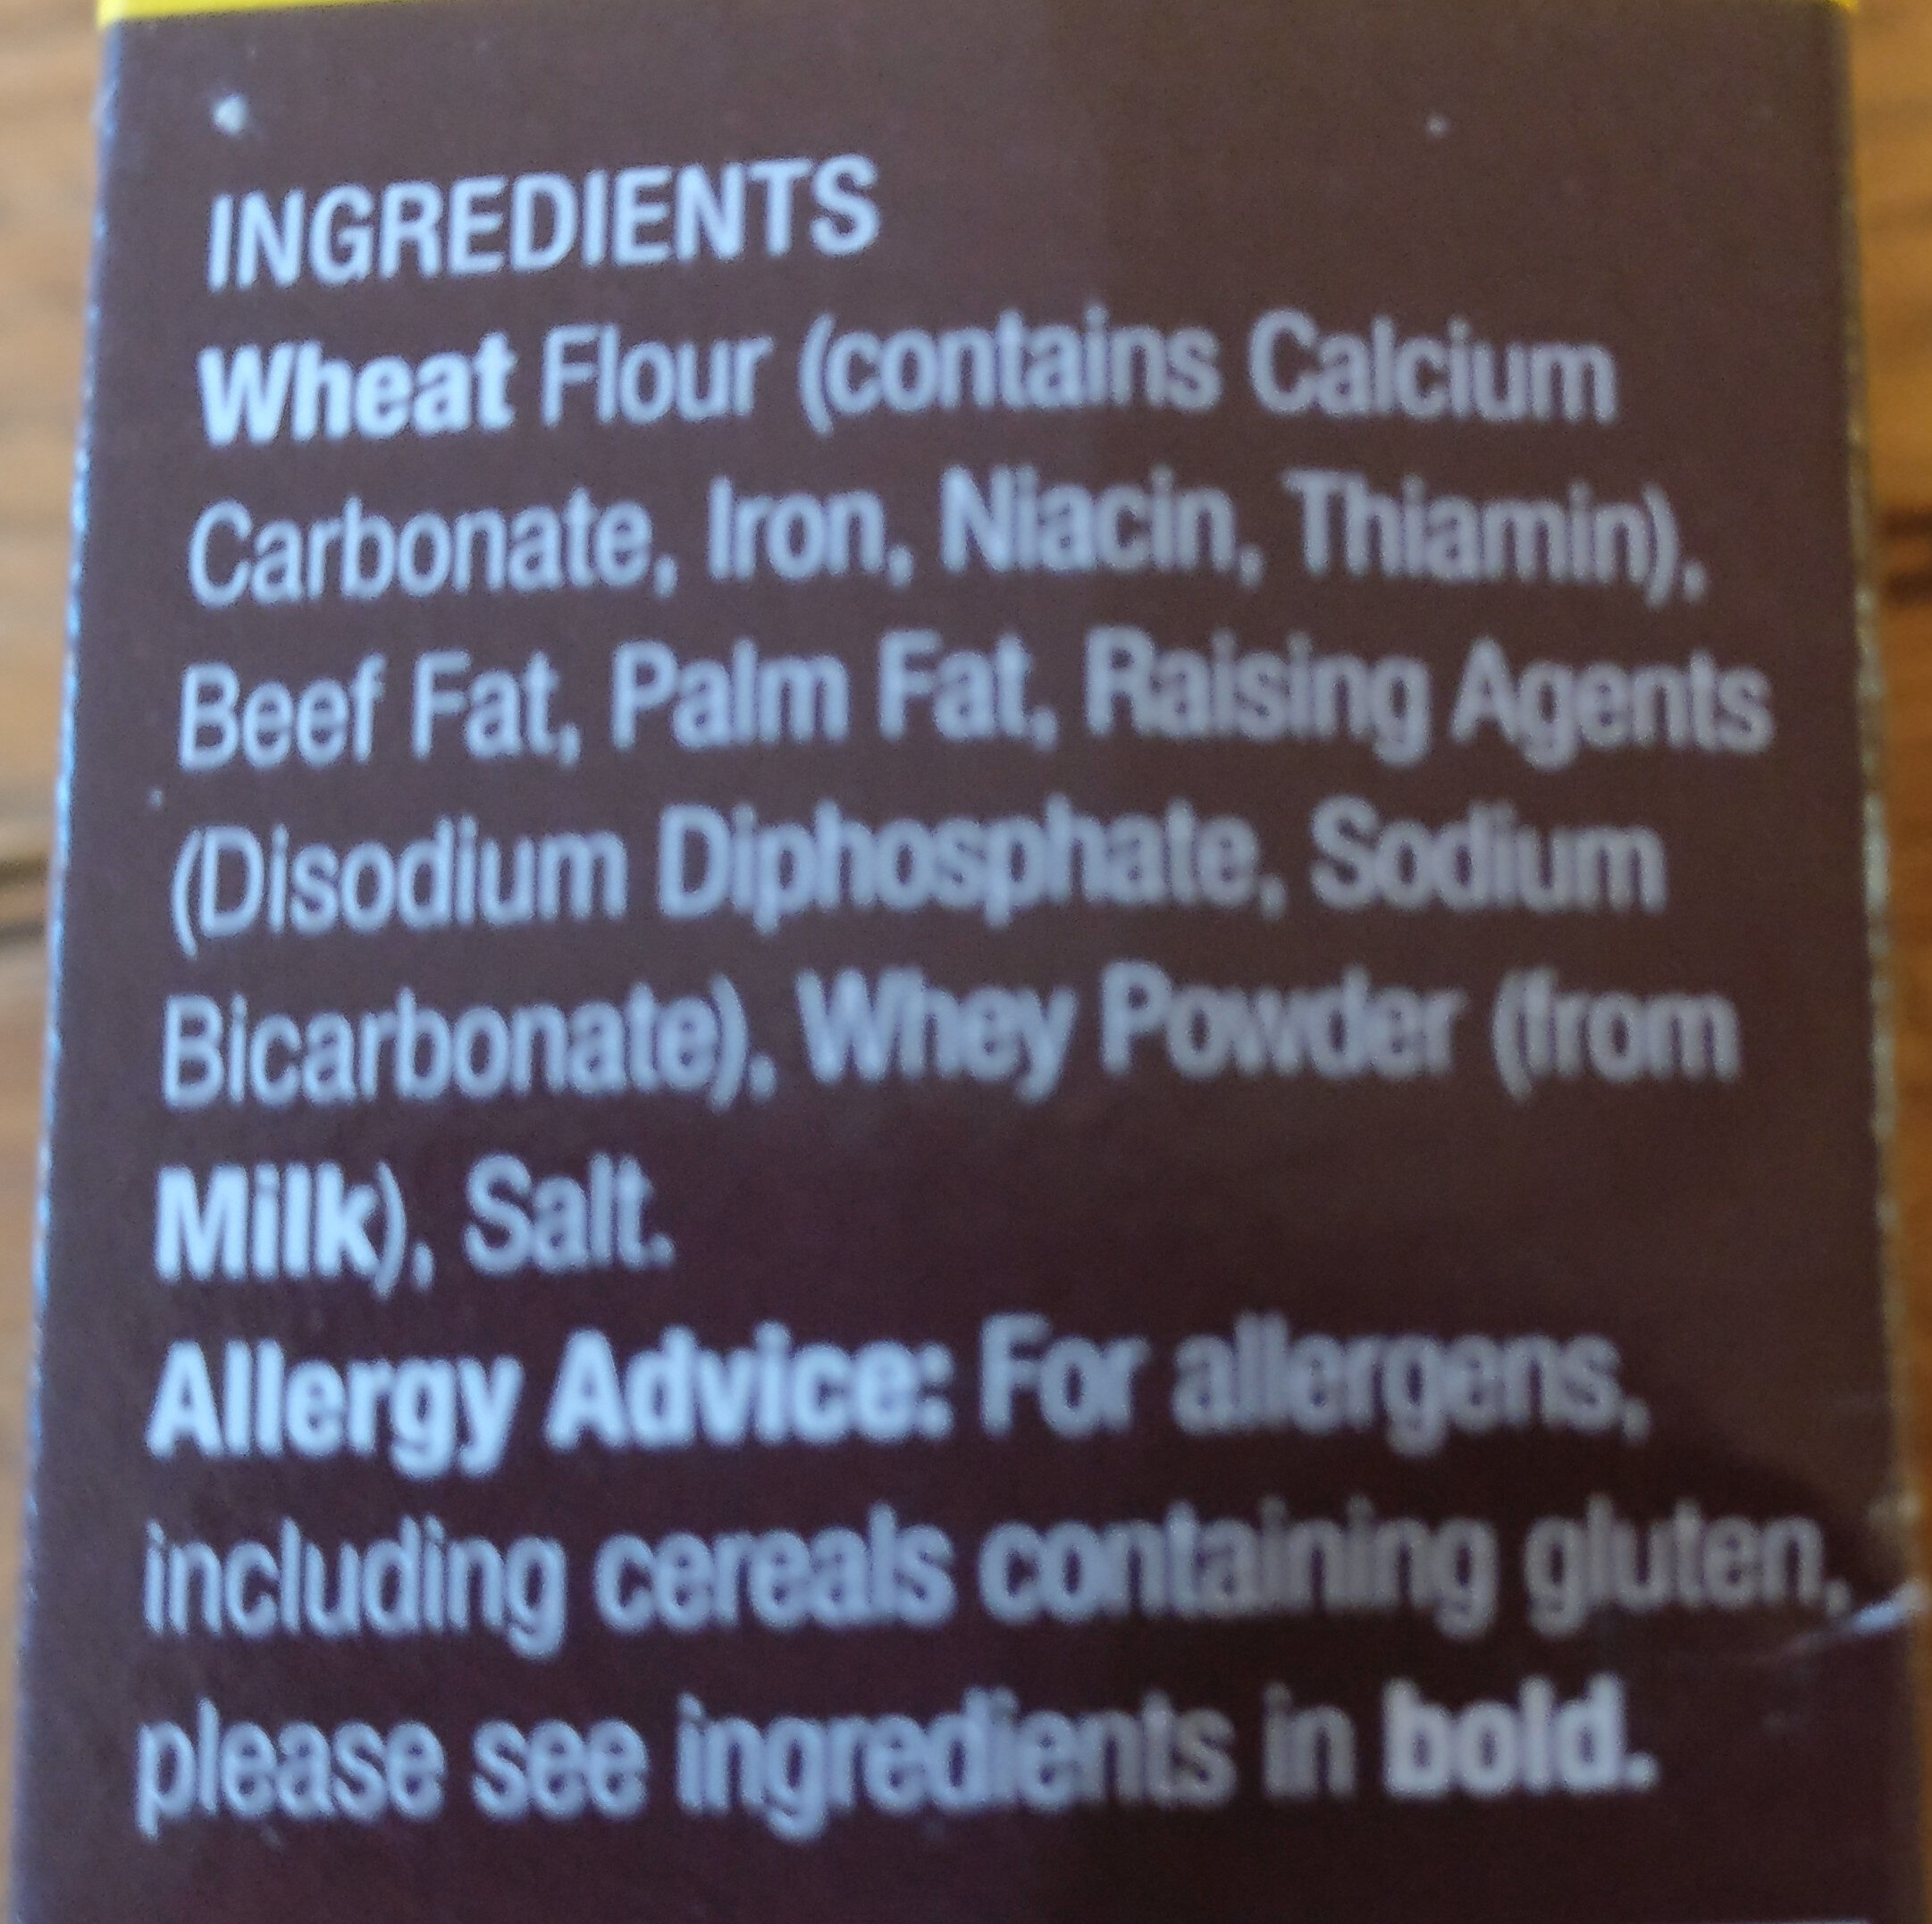 INGREDIENTS
Wheat Flour (contains Calcium
Carbonate, Iron, Niacin, Thiamin),
Beef Fat, Palm Fat, Raising Agents
(Disodium Diphosphate, Sodium
Bicarbonate), Whey Powder (from
Milk), Salt.
Allergy Advice: For allergens,
including cereals containing gluten,
please see ingredients in bold.